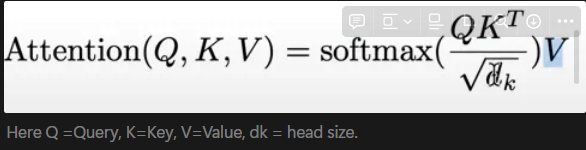 Attention(Q, K, V) = softmax(QK^T / √d_k)V
Here Q =Query, K=Key, V=Value, dk = head size.